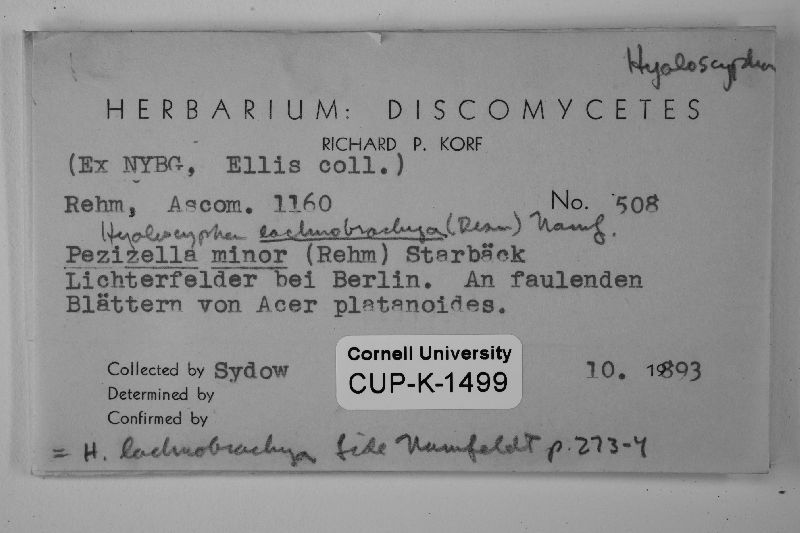 Hyaloscypha
HERBARIUM: DISCOMYCETES
RICHARD P. KORF
(Ex NYBG, Ellis coll.)
Rehm, Ascom. 1160 No. 508
Hyaloscypha lachnobrachya (Desm) Nannf.
Pezizella minor (Rehm) Starbäck
Lichterfelder bei Berlin. An faulenden
Blättern von Acer platanoides.
Collected by Sydow 10. 1893
Determined by
Confirmed by
Cornell University
CUP-K-1499
= H. lachnobrachya fide Nannfeldt p. 273-4